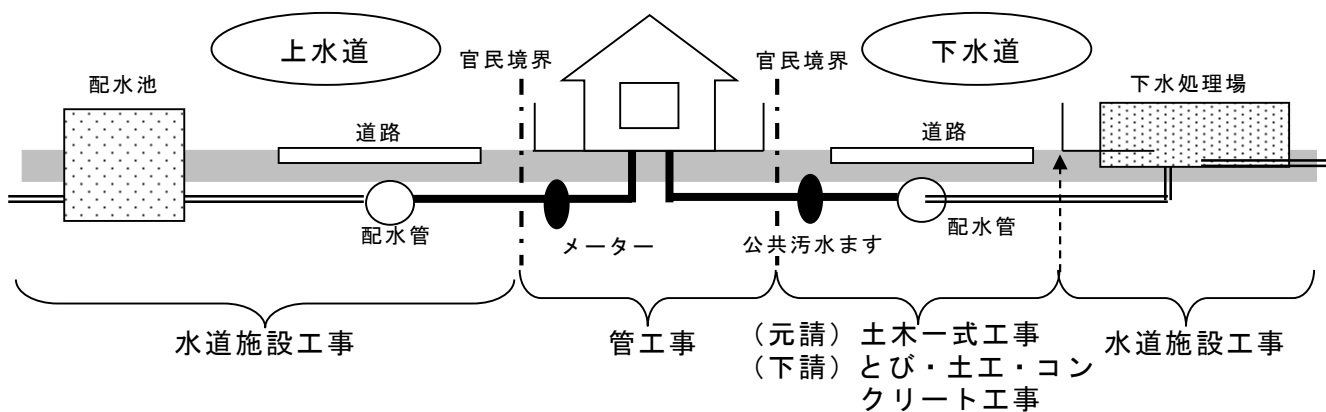 上水道
下水道
官民境界
官民境界
配水池
下水処理場
道路
道路
配水管
メーター
公共汚水ます
配水管
水道施設工事
管工事
(元請)土木一式工事
(下請)とび・土工・コン
クリート工事
水道施設工事